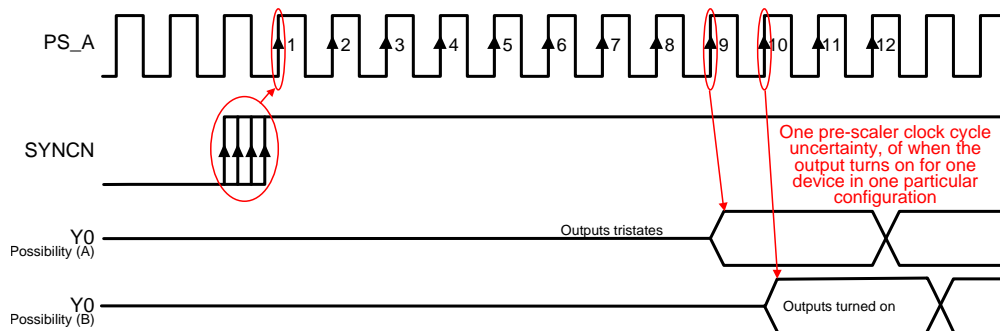 PS_A
1 2 3 4 5 6 7 8 9 10 11 12
SYNCN
One pre-scaler clock cycle
uncertainty, of when the
output turns on for one
device in one particular
configuration
Y0
Possibility (A)
Outputs tristates
Y0
Possibility (B)
Outputs turned on